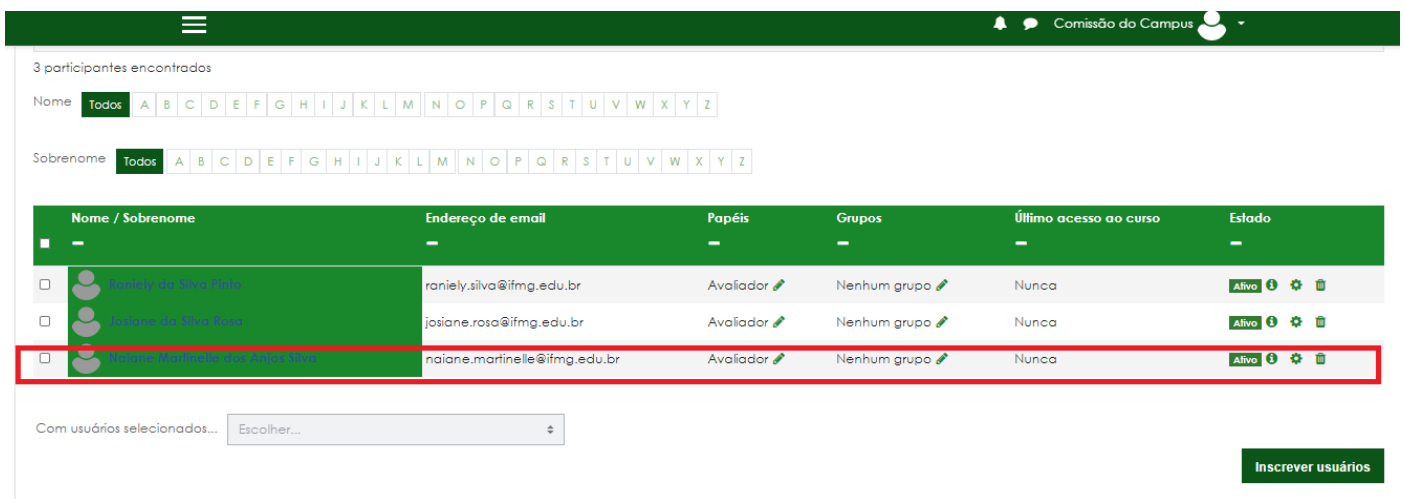 Comissão do Campus
3 participantes encontrados
Nome Todos A B C D E F G H I J K L M N O P Q R S T U V W X Y Z
Sobrenome Todos A B C D E F G H I J K L M N O P Q R S T U V W X Y Z
Nome / Sobrenome Endereço de email Papéis Grupos Último acesso ao curso Estado
Raniely da Silva Pinto raniely.silva@ifmg.edu.br Avaliador Nenhum grupo Nunca Ativo
Josiane da Silva Rosa josiane.rosa@ifmg.edu.br Avaliador Nenhum grupo Nunca Ativo
Naiane Martinelle dos Anjos Silva naiane.martinelle@ifmg.edu.br Avaliador Nenhum grupo Nunca Ativo
Com usuários selecionados... Escolher...
Inscrever usuários